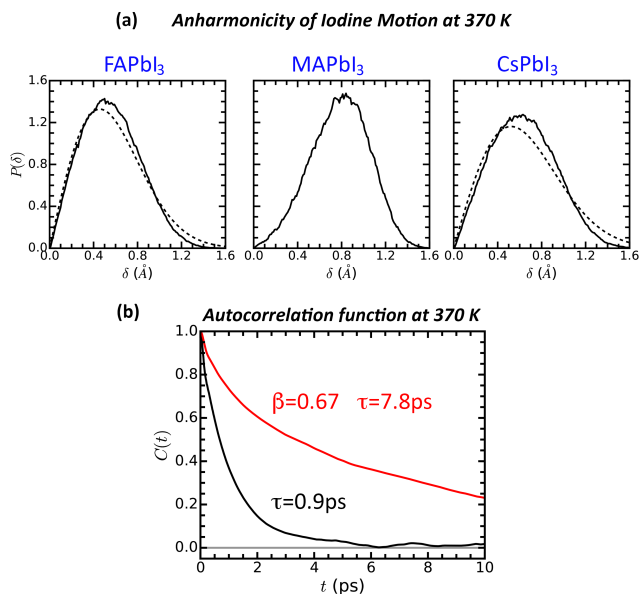 (a) Anharmonicity of Iodine Motion at 370 K
FAPbI₃ MAPbI₃ CsPbI₃
P(δ)
1.6
1.2
0.8
0.4
0.0
0.0 0.4 0.8 1.2 1.6 0.0 0.4 0.8 1.2 1.6 0.0 0.4 0.8 1.2 1.6
δ (Å) δ (Å) δ (Å)
(b) Autocorrelation function at 370 K
C(t)
1.0
0.8
0.6
0.4
0.2
0.0
β=0.67 τ=7.8ps
τ=0.9ps
0 2 4 6 8 10
t (ps)